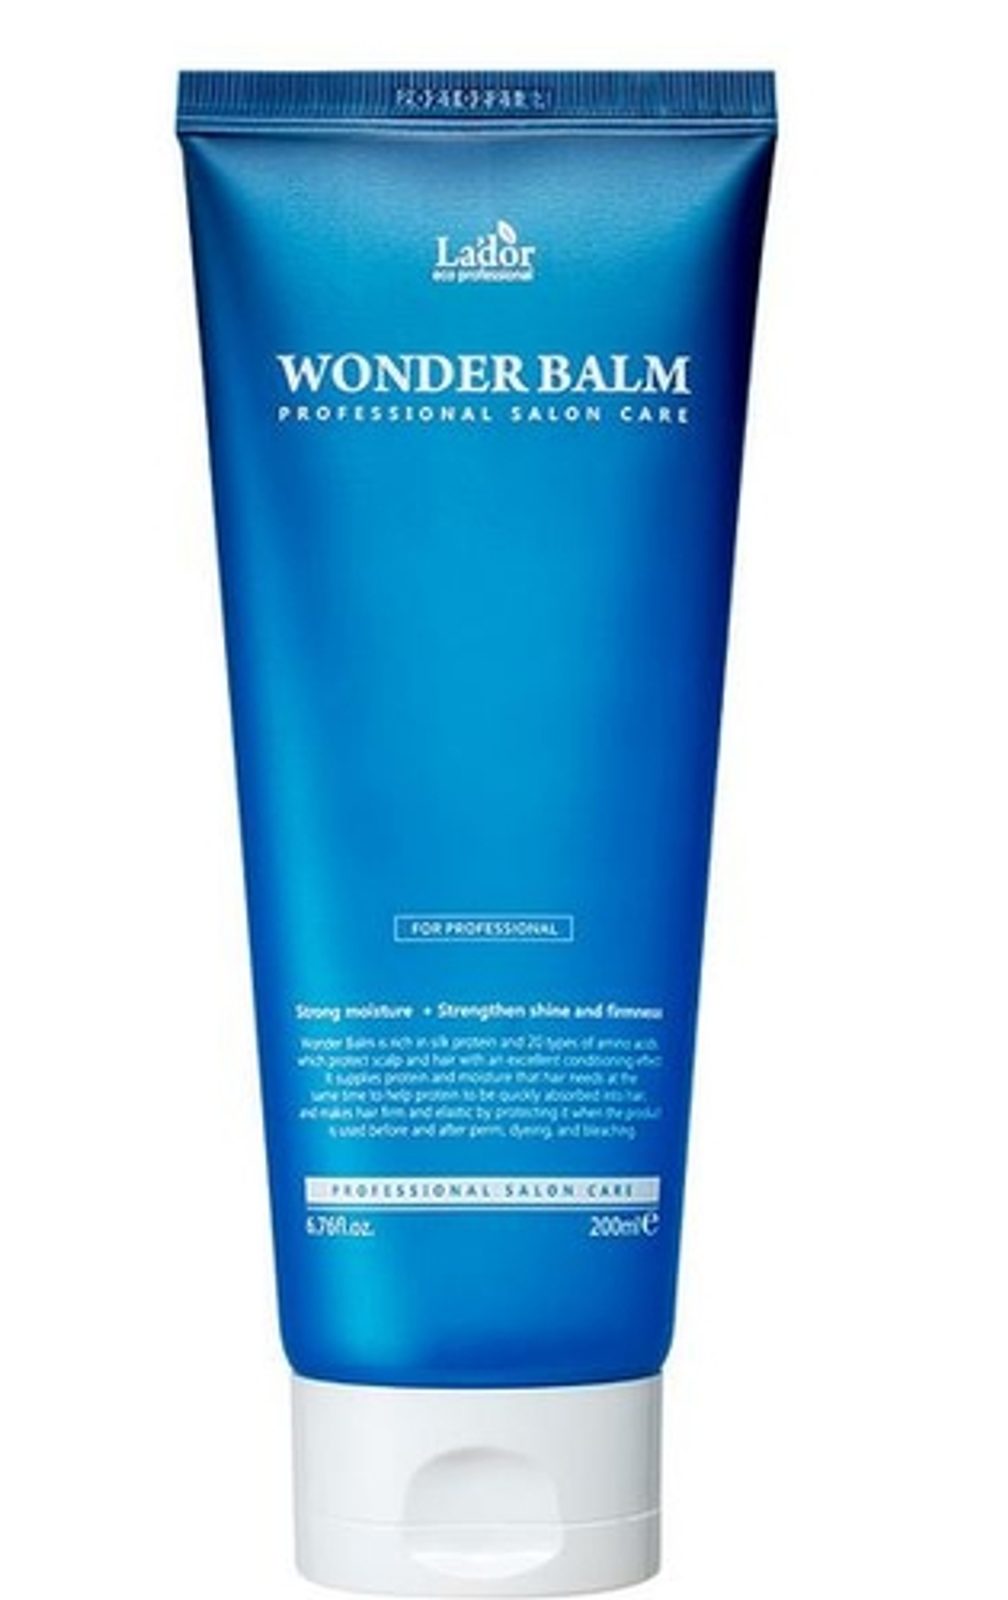 La'dor
eco professional
WONDER BALM
PROFESSIONAL SALON CARE
FOR PROFESSIONAL
Strong moisture + Strengthen shine and firmness
Wonder Balm is rich in silk protein and 20 types of amino acids
which protect scalp and hair with an excellent conditioning effect
It supplies protein and moisture that hair needs at the
same time to help protein to be quickly absorbed into hair,
and makes hair firm and elastic by protecting it when the product
is used before and after perm, dyeing, and bleaching.
PROFESSIONAL SALON CARE
6.76fl.oz. 200ml℮